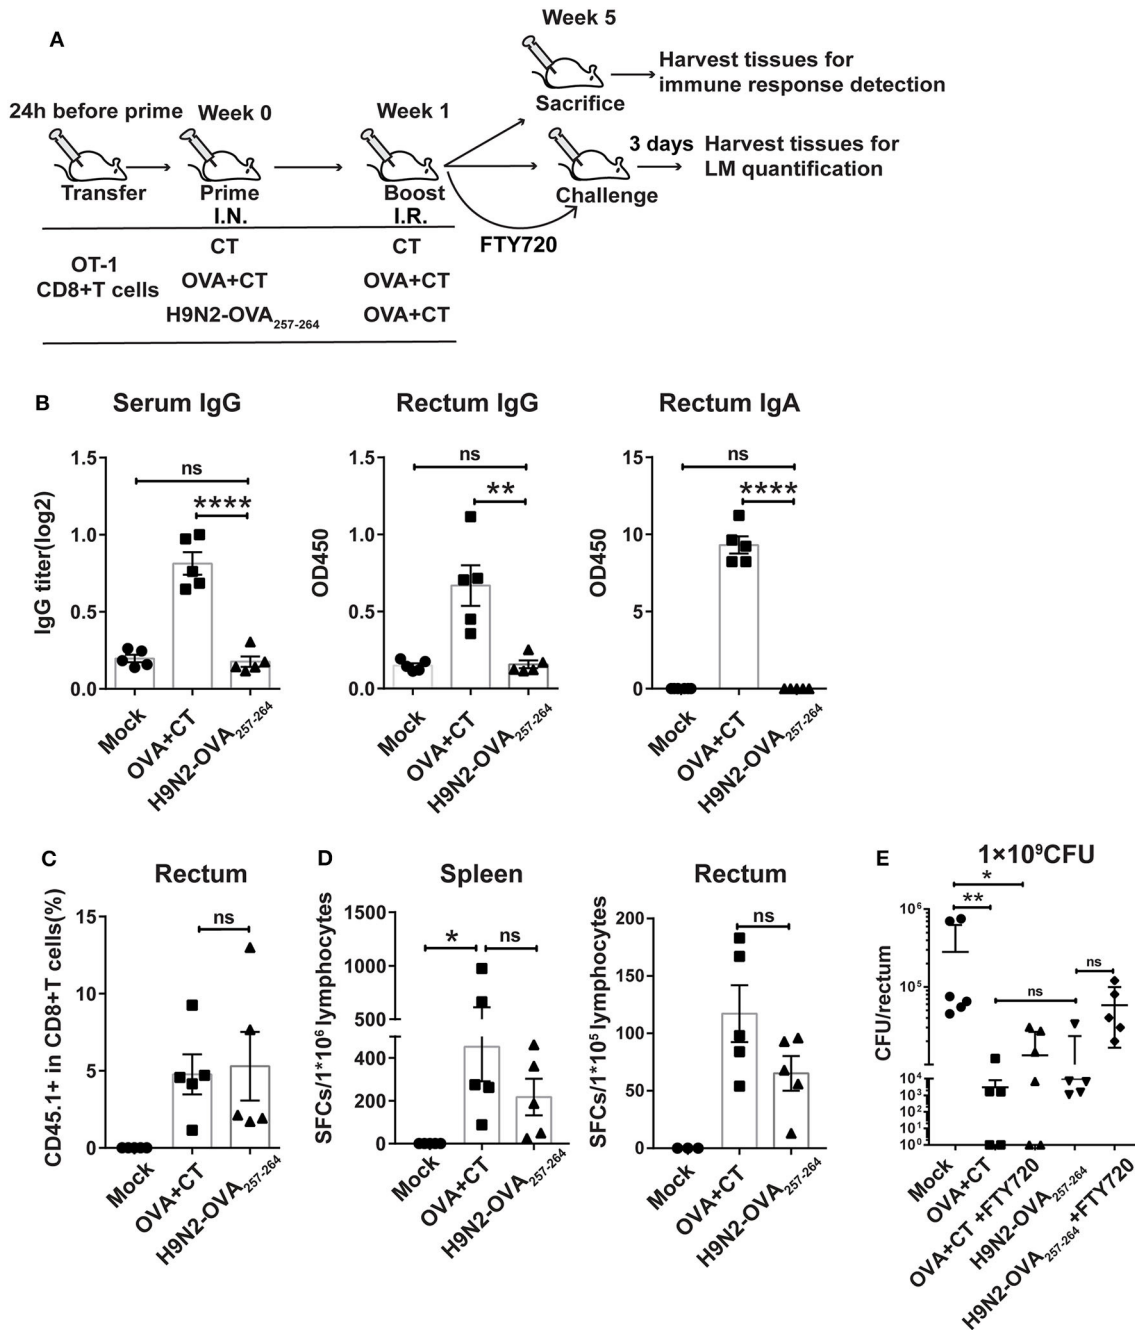 A
Week 5
Harvest tissues for
immune response detection
Sacrifice
24h before prime
Week 0
Week 1
3 days
Harvest tissues for
LM quantification
Transfer
Prime
Boost
Challenge
I.N.
I.R.
FTY720
OT-1
CD8+T cells
CT
CT
OVA+CT
OVA+CT
H9N2-OVA257-264
OVA+CT
B
Serum IgG
IgG titer(log2)
1.5
1.0
0.5
0.0
ns
****
Mock
OVA+CT
H9N2-OVA257-264
Rectum IgG
OD450
1.5
1.0
0.5
0.0
ns
**
Mock
OVA+CT
H9N2-OVA257-264
Rectum IgA
OD450
15
10
5
0
ns
****
Mock
OVA+CT
H9N2-OVA257-264
C
Rectum
CD45.1+ in CD8+T cells(%)
15
10
5
0
ns
Mock
OVA+CT
H9N2-OVA257-264
D
Spleen
SFCs/1*10⁶ lymphocytes
1500
1000
500
400
200
0
*
ns
Mock
OVA+CT
H9N2-OVA257-264
Rectum
SFCs/1*10⁵ lymphocytes
200
150
100
50
0
ns
Mock
OVA+CT
H9N2-OVA257-264
E
1×10⁹CFU
CFU/rectum
10⁶
10⁵
10⁴
10³
10²
10¹
10⁰
*
**
ns
ns
Mock
OVA+CT
OVA+CT +FTY720
H9N2-OVA257-264
H9N2-OVA257-264 +FTY720